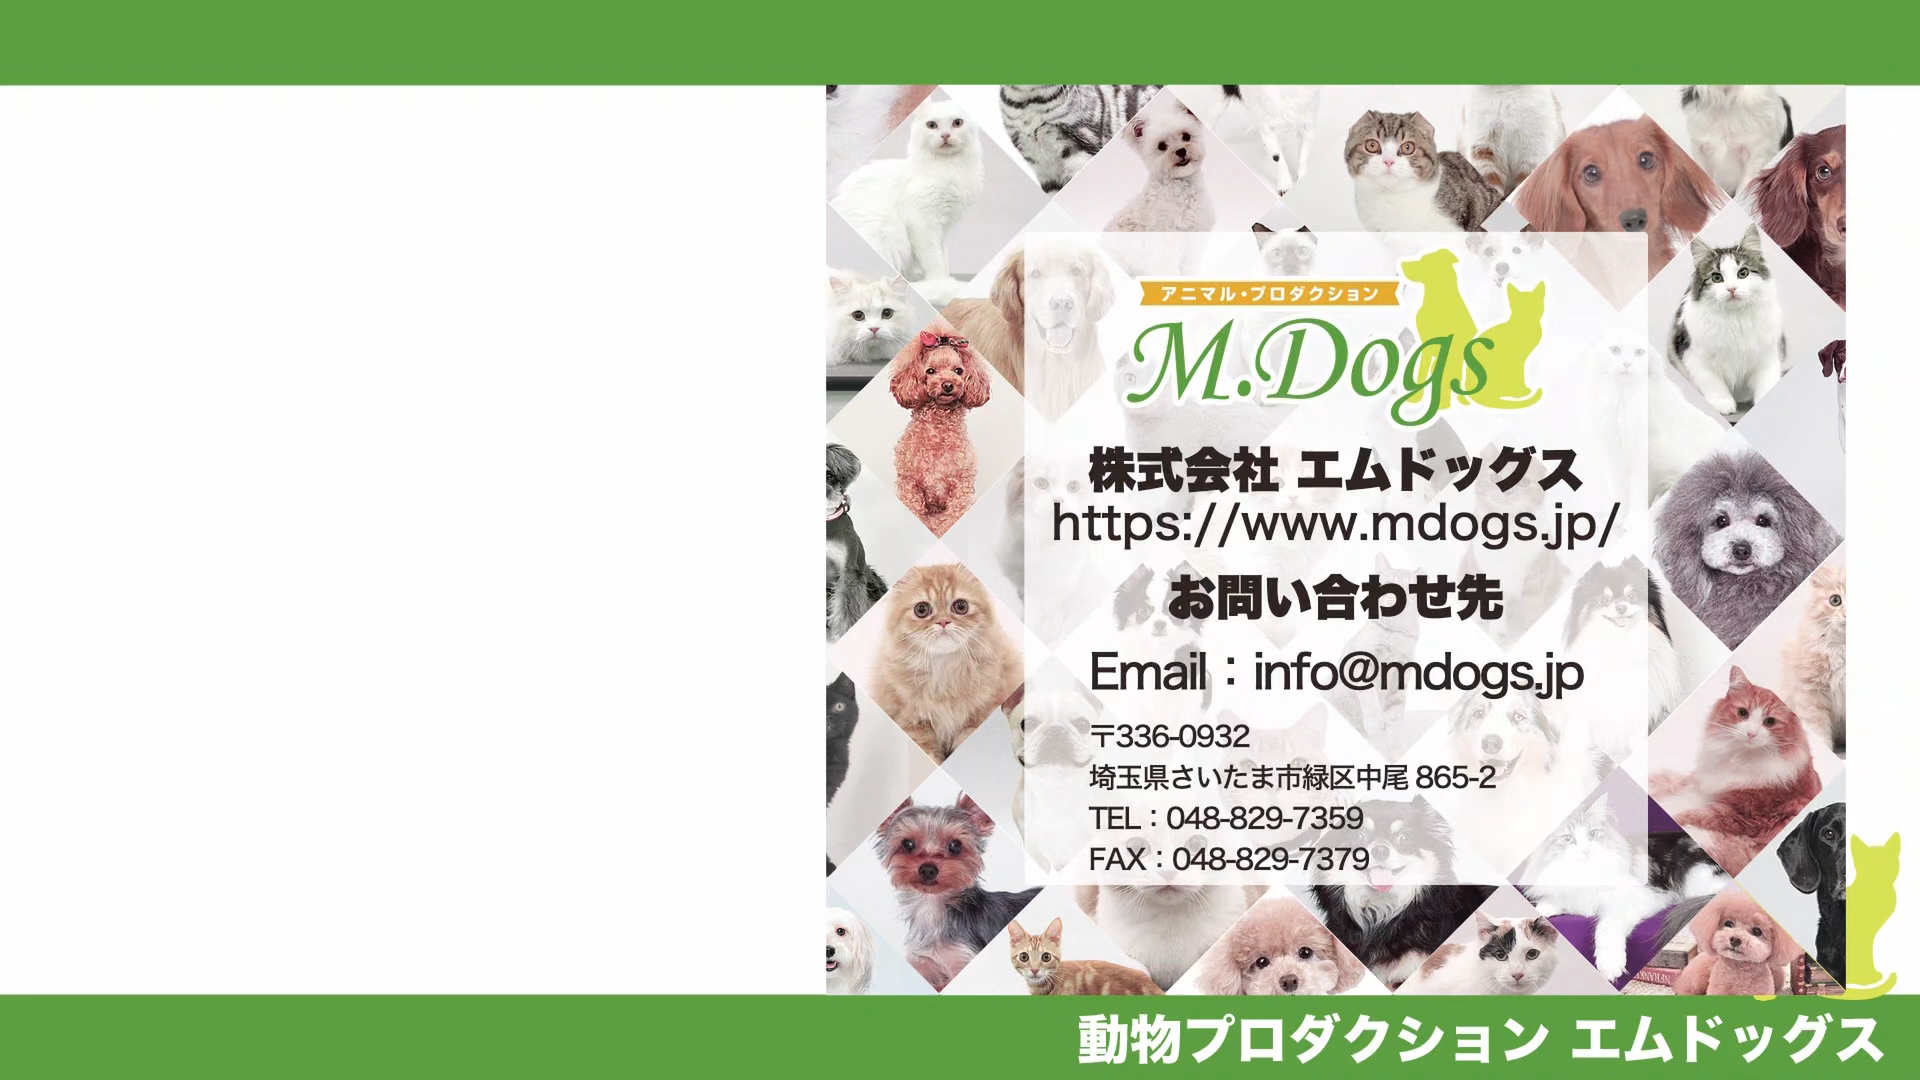 アニマル・プロダクション
M.Dogs
株式会社 エムドッグス
https://www.mdogs.jp/
お問い合わせ先
Email：info@mdogs.jp
〒336-0932
埼玉県さいたま市緑区中尾 865-2
TEL：048-829-7359
FAX：048-829-7379
動物プロダクション エムドッグス